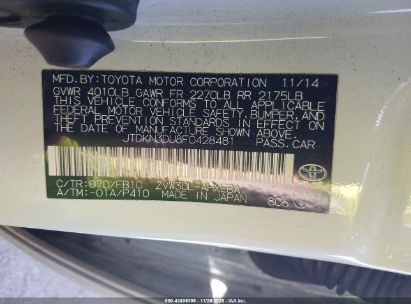 MFD.BY: TOYOTA MOTOR CORPORATION 11/14
GVWR 4010LB GAWR FR 2270LB RR 2175LB
THIS VEHICLE CONFORMS TO ALL APPLICABLE
FEDERAL MOTOR VEHICLE SAFETY, BUMPER, AND
THEFT PREVENTION STANDARDS IN EFFECT ON
THE DATE OF MANUFACTURE SHOWN ABOVE.
JTDKN3DU8F0428481 PASS.CAR
C/TR: 070/FB10
A/TM: -01A/P410 MADE IN JAPAN 8C6